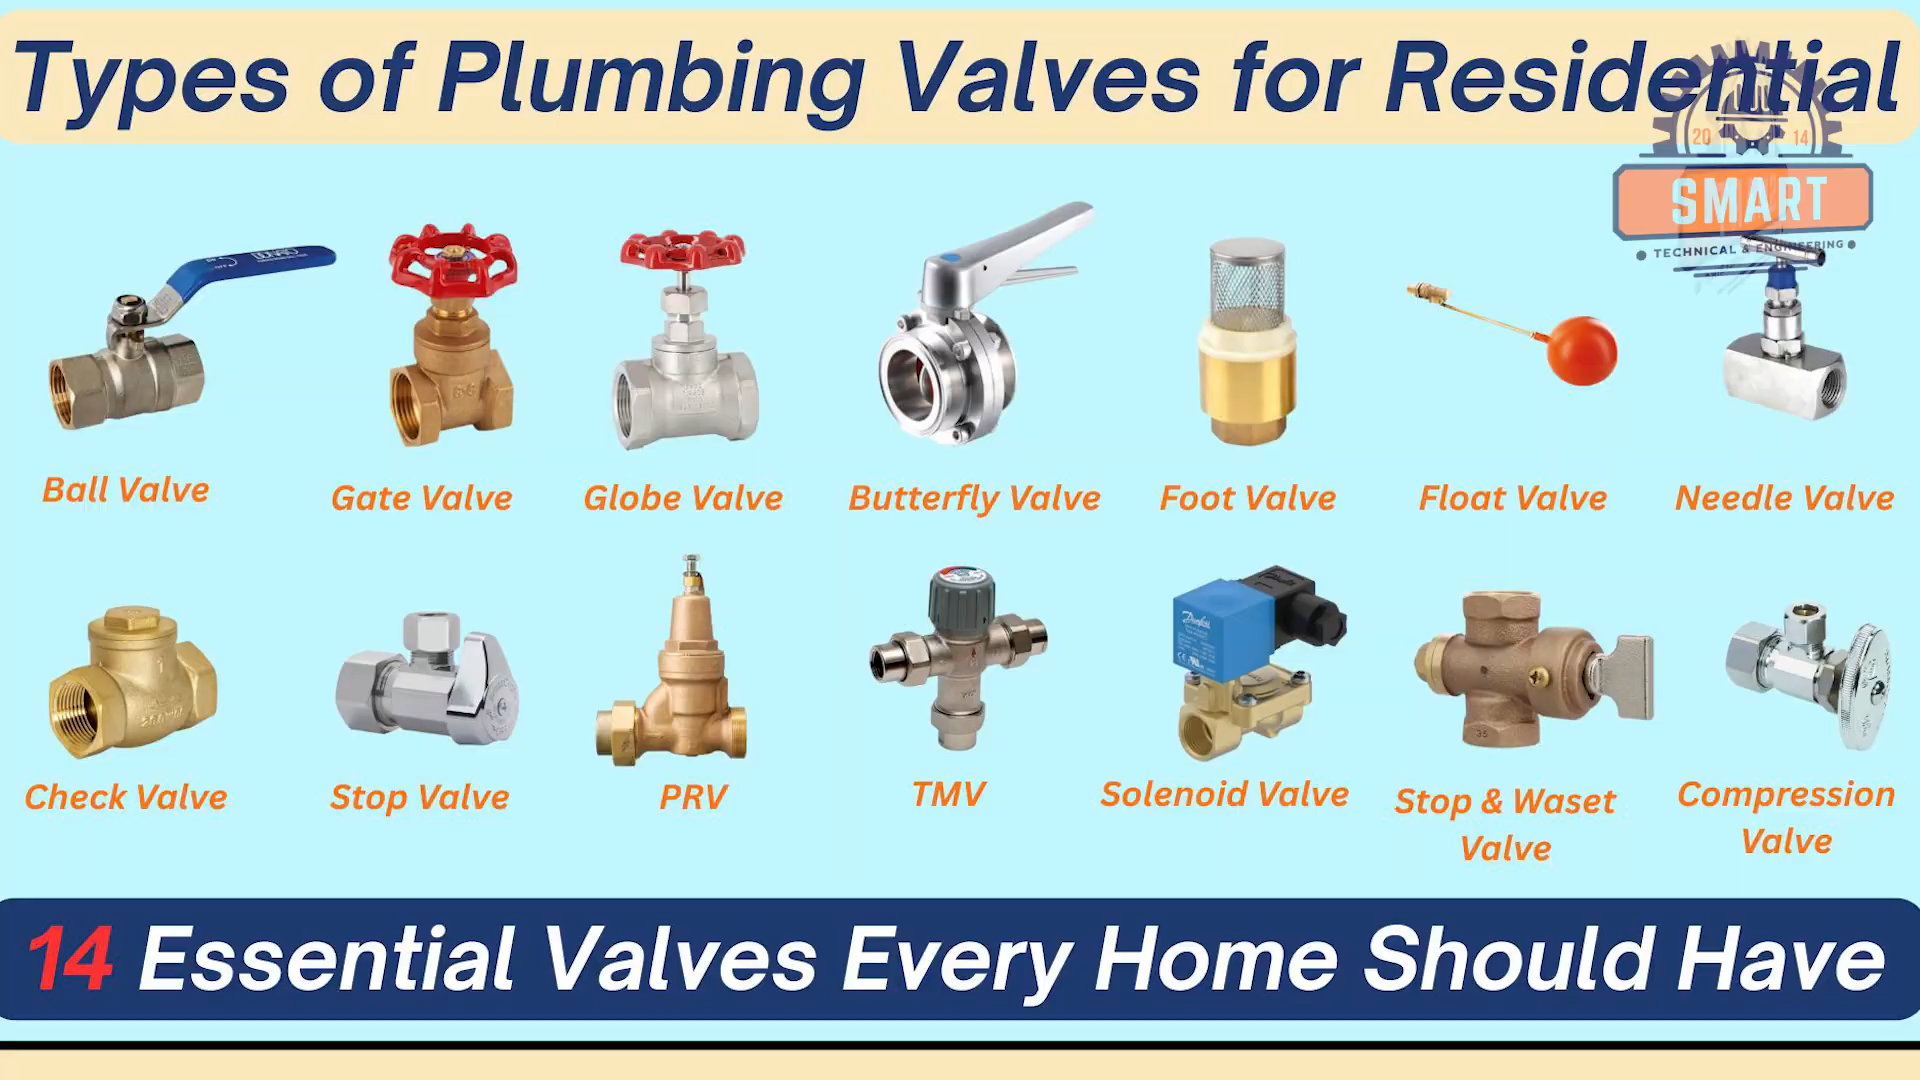 Types of Plumbing Valves for Residential
20 14
SMART
TECHNICAL & ENGINEERING
Ball Valve
Gate Valve
Globe Valve
Butterfly Valve
Foot Valve
Float Valve
Needle Valve
Danfoss
35
Check Valve
Stop Valve
PRV
TMV
Solenoid Valve
Stop & Waset
Valve
Compression
Valve
14 Essential Valves Every Home Should Have